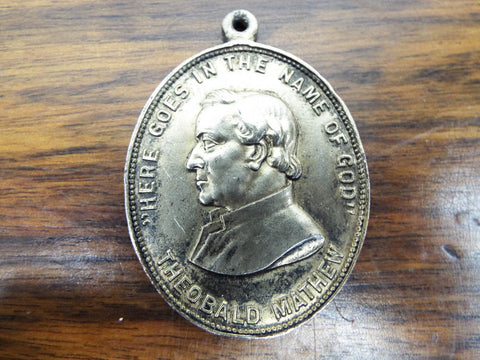 "HERE GOES IN THE NAME OF GOD"
THEOBALD MATHEW